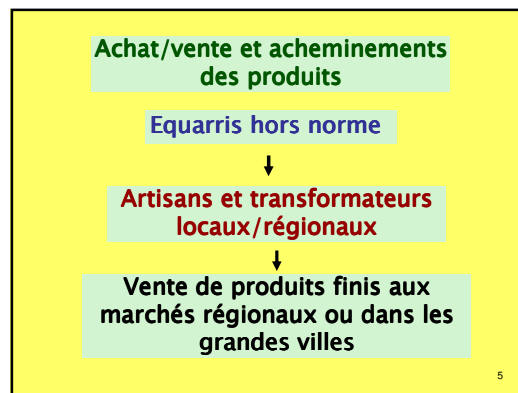 Achat/vente et acheminements
des produits
Equarris hors norme
Artisans et transformateurs
locaux/régionaux
Vente de produits finis aux
marchés régionaux ou dans les
grandes villes
5